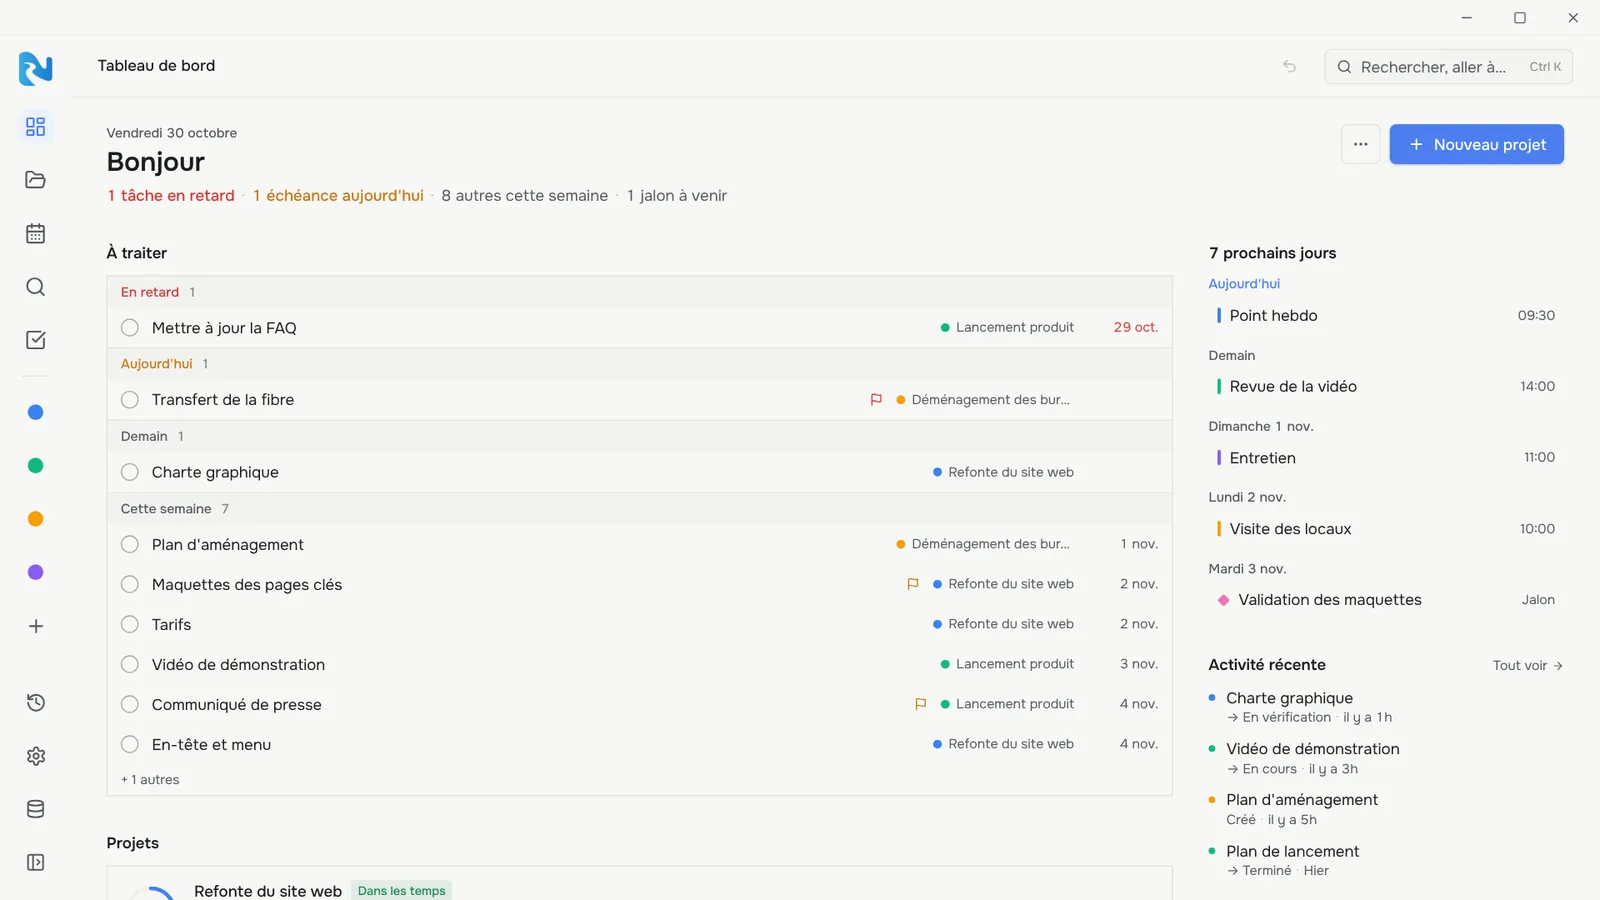 Tableau de bord
Rechercher, aller à... Ctrl K
Vendredi 30 octobre
Bonjour
1 tâche en retard · 1 échéance aujourd'hui · 8 autres cette semaine · 1 jalon à venir
Nouveau projet
À traiter
En retard 1
Mettre à jour la FAQ Lancement produit 29 oct.
Aujourd'hui 1
Transfert de la fibre Déménagement des bur...
Demain 1
Charte graphique Refonte du site web
Cette semaine 7
Plan d'aménagement Déménagement des bur... 1 nov.
Maquettes des pages clés Refonte du site web 2 nov.
Tarifs Refonte du site web 2 nov.
Vidéo de démonstration Lancement produit 3 nov.
Communiqué de presse Lancement produit 4 nov.
En-tête et menu Refonte du site web 4 nov.
+ 1 autres
Projets
Refonte du site web Dans les temps
7 prochains jours
Aujourd'hui
Point hebdo 09:30
Demain
Revue de la vidéo 14:00
Dimanche 1 nov.
Entretien 11:00
Lundi 2 nov.
Visite des locaux 10:00
Mardi 3 nov.
Validation des maquettes Jalon
Activité récente Tout voir →
Charte graphique
→ En vérification · il y a 1h
Vidéo de démonstration
→ En cours · il y a 3h
Plan d'aménagement
Créé · il y a 5h
Plan de lancement
→ Terminé · Hier